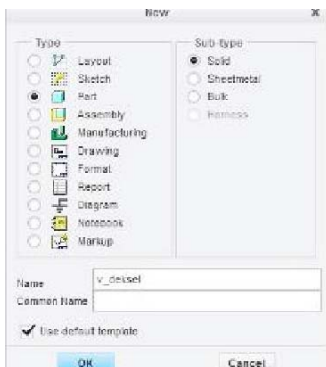 New
Type
Layout
Sketch
Part
Assembly
Manufacturing
Drawing
Format
Report
Diagram
Notebook
Markup
Sub-type
Solid
Sheetmetal
Bulk
Harness
Name v_deksel
Common Name
Use default template
OK Cancel